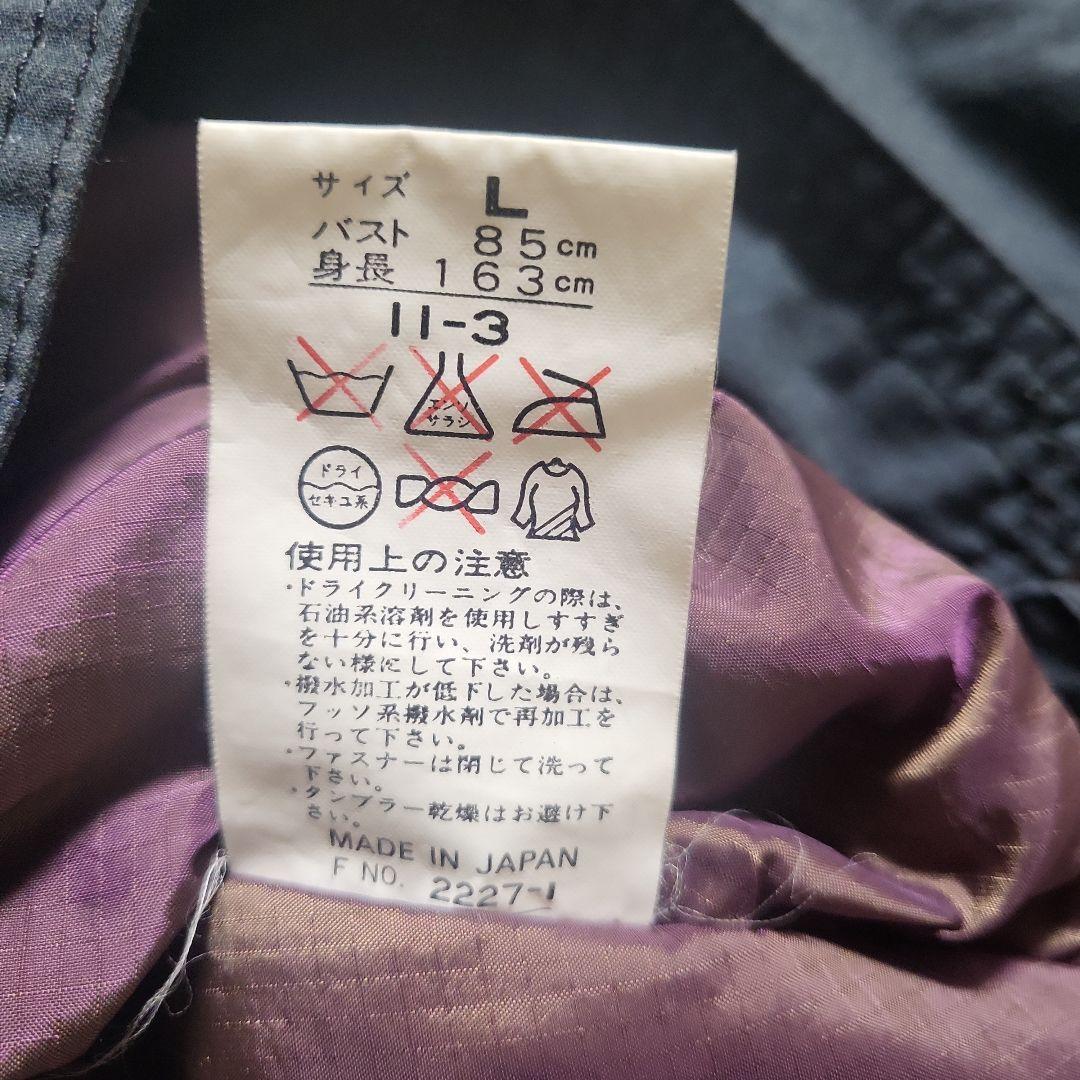 サイズ L
バスト 85cm
身長 163cm
11-3
エンソ
サラシ
ドライ
セキユ系
使用上の注意
・ドライクリーニングの際は、
石油系溶剤を使用しすすぎ
を十分に行い、洗剤が残ら
ない様にして下さい。
・撥水加工が低下した場合は、
フッソ系撥水剤で再加工を
行って下さい。
・ファスナーは閉じて洗って
下さい。
・タンブラー乾燥はお避け下
さい。
MADE IN JAPAN
F NO. 2227-1